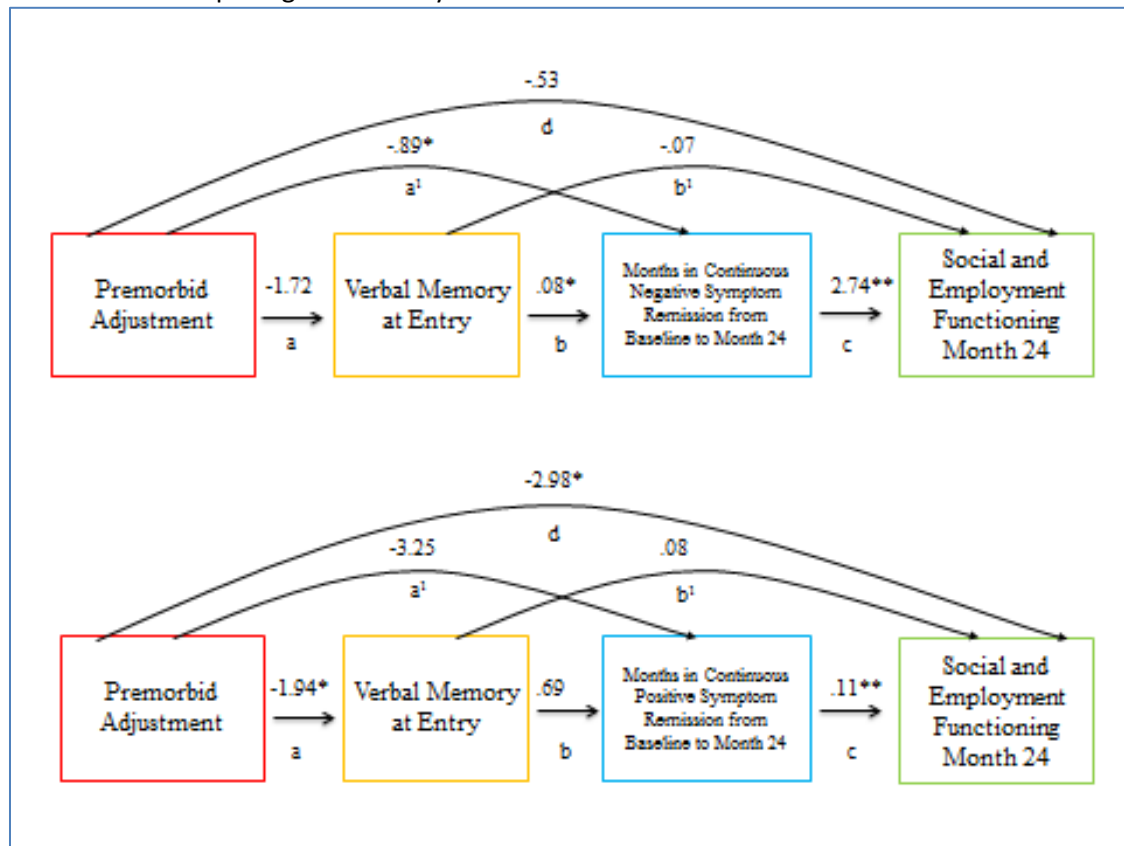 -.53
d
-.89*
-.07
a¹
b¹
Premorbid
Adjustment
-1.72
a
Verbal Memory
at Entry
.08*
b
Months in Continuous
Negative Symptom
Remission from
Baseline to Month 24
2.74**
c
Social and
Employment
Functioning
Month 24
-2.98*
d
-3.25
.08
a¹
b¹
Premorbid
Adjustment
-1.94*
a
Verbal Memory
at Entry
.69
b
Months in Continuous
Positive Symptom
Remission from
Baseline to Month 24
.11**
c
Social and
Employment
Functioning
Month 24